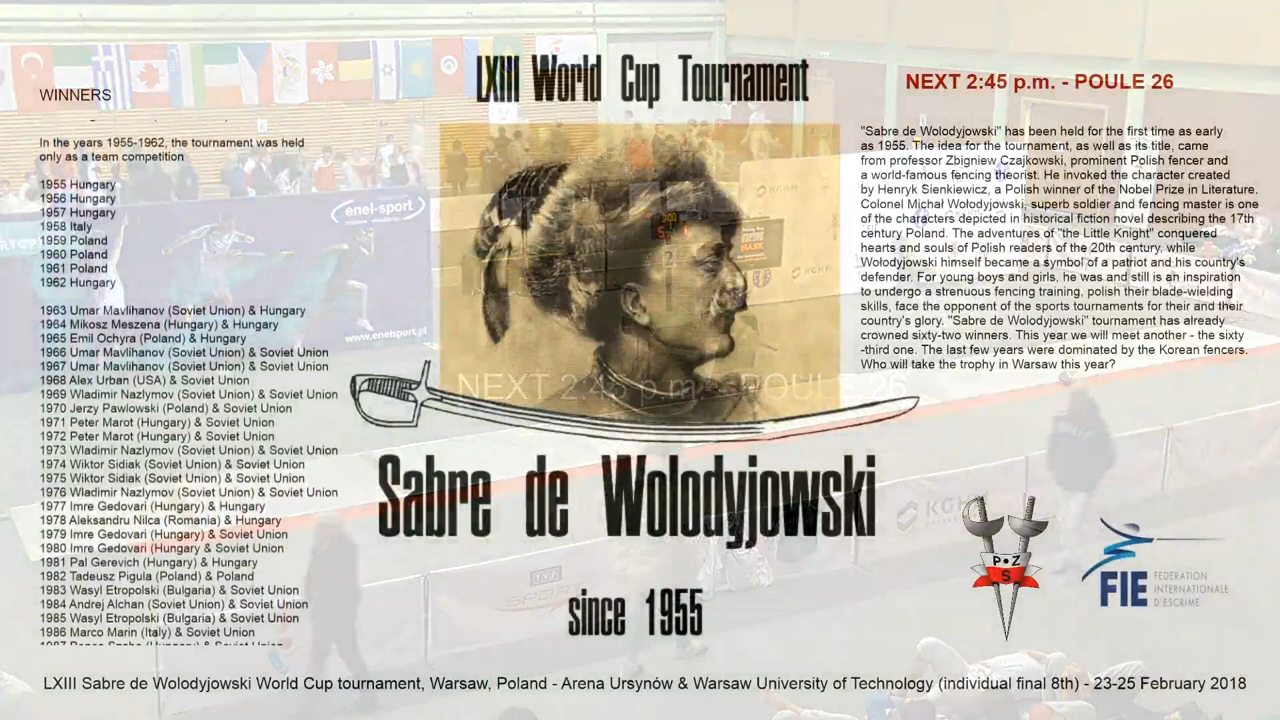 LXIII World Cup Tournament
NEXT 2:45 p.m. - POULE 26
WINNERS
In the years 1955-1962, the tournament was held
only as a team competition
1955 Hungary
1956 Hungary
1957 Hungary
1958 Italy
1959 Poland
1960 Poland
1961 Poland
1962 Hungary
1963 Umar Mavlihanov (Soviet Union) & Hungary
1964 Mikosz Meszena (Hungary) & Hungary
1965 Emil Ochyra (Poland) & Hungary
1966 Umar Mavlihanov (Soviet Union) & Soviet Union
1967 Umar Mavlihanov (Soviet Union) & Soviet Union
1968 Alex Urban (USA) & Soviet Union
1969 Wladimir Nazlymov (Soviet Union) & Soviet Union
1970 Jerzy Pawlowski (Poland) & Soviet Union
1971 Peter Marot (Hungary) & Soviet Union
1972 Peter Marot (Hungary) & Soviet Union
1973 Wladimir Nazlymov (Soviet Union) & Soviet Union
1974 Wiktor Sidiak (Soviet Union) & Soviet Union
1975 Wiktor Sidiak (Soviet Union) & Soviet Union
1976 Wladimir Nazlymov (Soviet Union) & Soviet Union
1977 Imre Gedovari (Hungary) & Hungary
1978 Aleksandru Nilca (Romania) & Hungary
1979 Imre Gedovari (Hungary) & Soviet Union
1980 Imre Gedovari (Hungary & Soviet Union
1981 Pal Gerevich (Hungary) & Hungary
1982 Tadeusz Pigula (Poland) & Poland
1983 Wasyl Etropolski (Bulgaria) & Soviet Union
1984 Andrej Alchan (Soviet Union) & Soviet Union
1985 Wasyl Etropolski (Bulgaria) & Soviet Union
1986 Marco Marin (Italy) & Soviet Union
"Sabre de Wolodyjowski" has been held for the first time as early
as 1955. The idea for the tournament, as well as its title, came
from professor Zbigniew Czajkowski, prominent Polish fencer and
a world-famous fencing theorist. He invoked the character created
by Henryk Sienkiewicz, a Polish winner of the Nobel Prize in Literature.
Colonel Michał Wołodyjowski, superb soldier and fencing master is one
of the characters depicted in historical fiction novel describing the 17th
century Poland. The adventures of "the Little Knight" conquered
hearts and souls of Polish readers of the 20th century, while
Wołodyjowski himself became a symbol of a patriot and his country's
defender. For young boys and girls, he was and still is an inspiration
to undergo a strenuous fencing training, polish their blade-wielding
skills, face the opponent of the sports tournaments for their and their
country's glory. "Sabre de Wolodyjowski" tournament has already
crowned sixty-two winners. This year we will meet another - the sixty
-third one. The last few years were dominated by the Korean fencers.
Who will take the trophy in Warsaw this year?
enel-sport
www.enelsport.pl
KGHM
KGHM
NEXT 2:45 p.m. - POULE 26
Sabre de Wolodyjowski
since 1955
KGHM
TVP
SPORT
P Z
S
FIE
FEDERATION
INTERNATIONALE
D'ESCRIME
LXIII Sabre de Wolodyjowski World Cup tournament, Warsaw, Poland - Arena Ursynów & Warsaw University of Technology (individual final 8th) - 23-25 February 2018